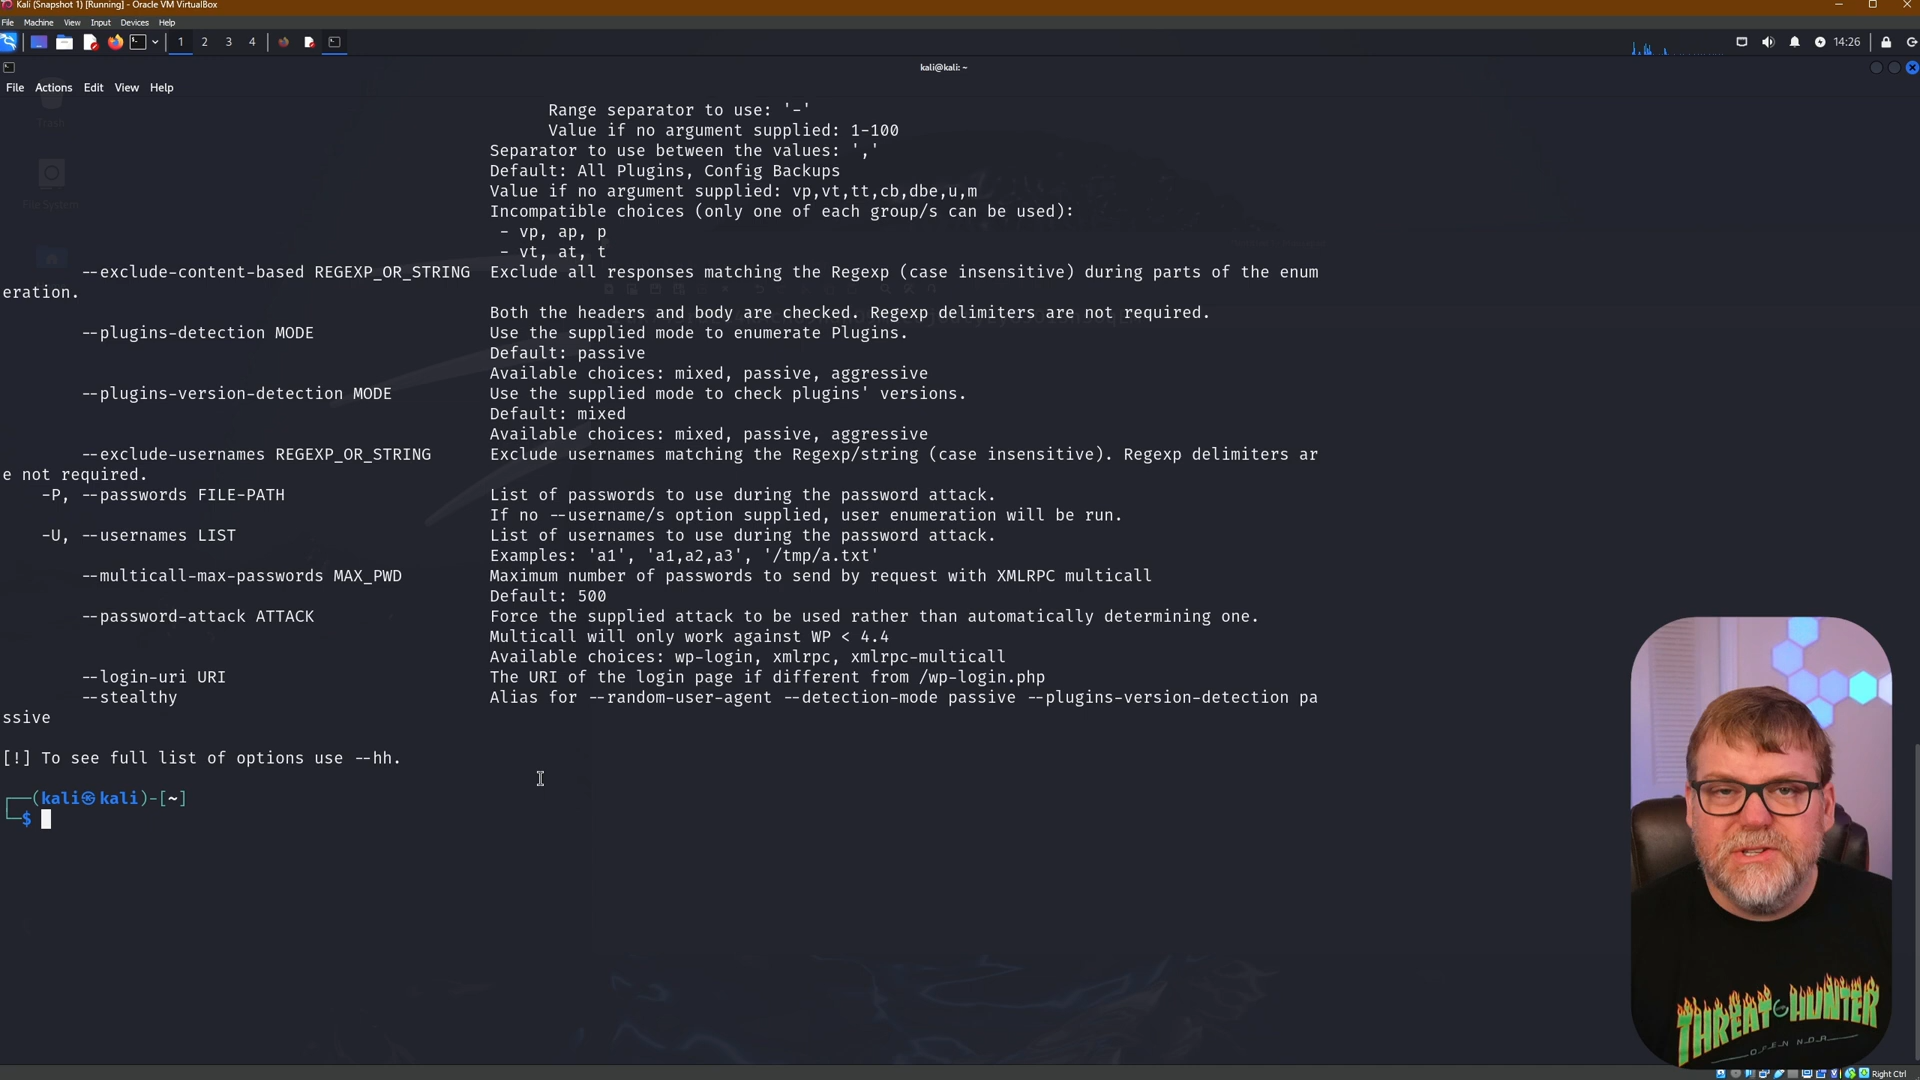 Kali (Snapshot 1) [Running] - Oracle VM VirtualBox
File Machine View Input Devices Help
1 2 3 4 14:26
kali@kali: ~
File Actions Edit View Help
Trash
File System
Range separator to use: '-'
Value if no argument supplied: 1-100
Separator to use between the values: ','
Default: All Plugins, Config Backups
Value if no argument supplied: vp,vt,tt,cb,dbe,u,m
Incompatible choices (only one of each group/s can be used):
- vp, ap, p
- vt, at, t
--exclude-content-based REGEXP_OR_STRING Exclude all responses matching the Regexp (case insensitive) during parts of the enum
eration.
Both the headers and body are checked. Regexp delimiters are not required.
--plugins-detection MODE Use the supplied mode to enumerate Plugins.
Default: passive
Available choices: mixed, passive, aggressive
--plugins-version-detection MODE Use the supplied mode to check plugins' versions.
Default: mixed
Available choices: mixed, passive, aggressive
--exclude-usernames REGEXP_OR_STRING Exclude usernames matching the Regexp/string (case insensitive). Regexp delimiters ar
e not required.
-P, --passwords FILE-PATH List of passwords to use during the password attack.
If no --username/s option supplied, user enumeration will be run.
-U, --usernames LIST List of usernames to use during the password attack.
Examples: 'a1', 'a1,a2,a3', '/tmp/a.txt'
--multicall-max-passwords MAX_PWD Maximum number of passwords to send by request with XMLRPC multicall
Default: 500
--password-attack ATTACK Force the supplied attack to be used rather than automatically determining one.
Multicall will only work against WP < 4.4
Available choices: wp-login, xmlrpc, xmlrpc-multicall
--login-uri URI The URI of the login page if different from /wp-login.php
--stealthy Alias for --random-user-agent --detection-mode passive --plugins-version-detection pa
ssive
[!] To see full list of options use --hh.
┌──(kali㉿kali)-[~]
└─$
THREAT HUNTER
OPEN NDR
Right Ctrl